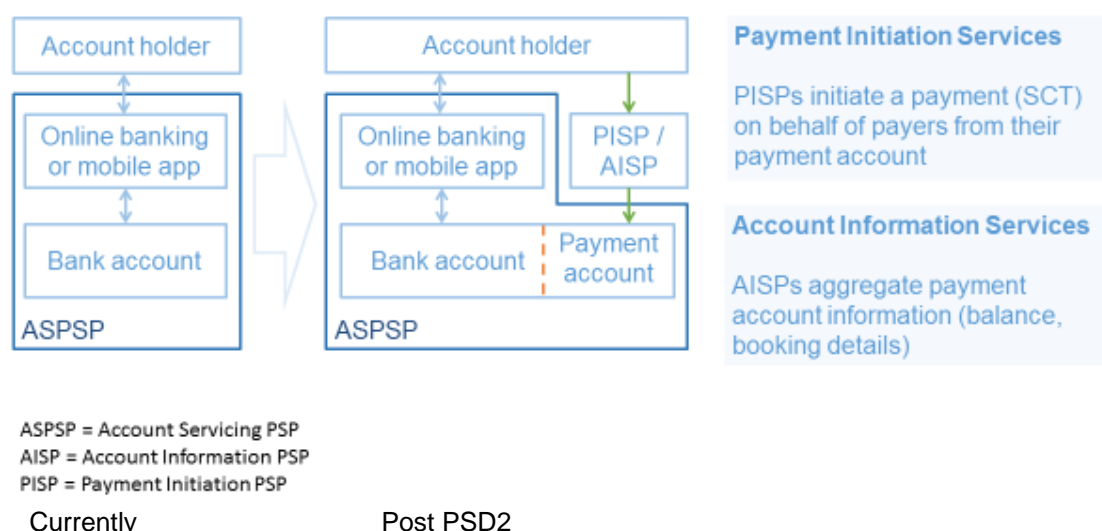 Account holder
Online banking
or mobile app
Bank account
ASPSP
Account holder
Online banking
or mobile app
PISP /
AISP
Bank account
Payment
account
ASPSP
Payment Initiation Services
PISPs initiate a payment (SCT)
on behalf of payers from their
payment account
Account Information Services
AISPs aggregate payment
account information (balance,
booking details)
ASPSP = Account Servicing PSP
AISP = Account Information PSP
PISP = Payment Initiation PSP
Currently
Post PSD2